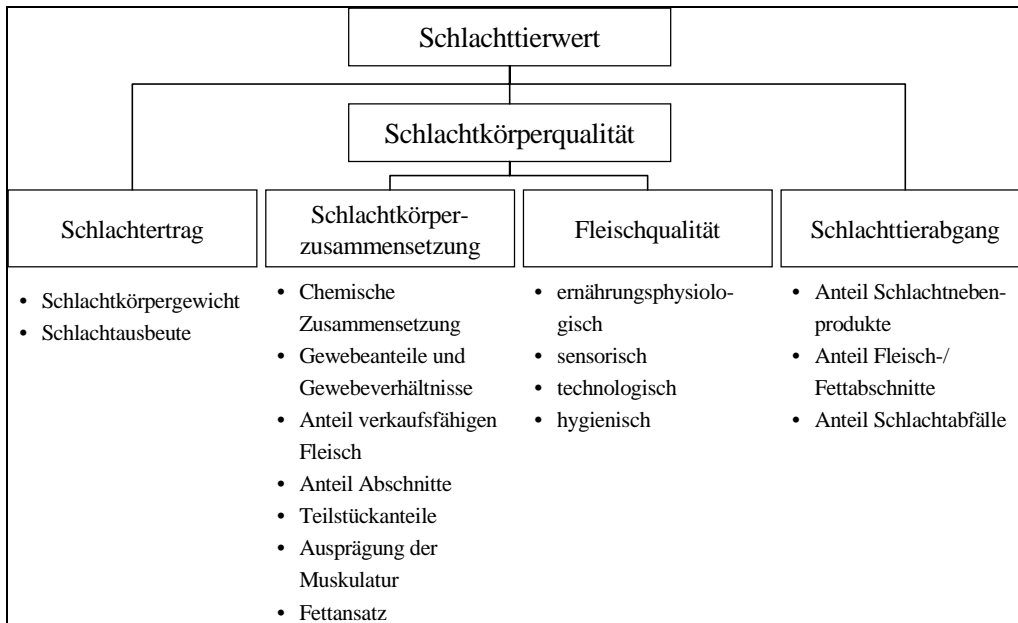 Schlachttierwert
Schlachtkörperqualität
Schlachtertrag
• Schlachtkörpergewicht
• Schlachtausbeute
Schlachtkörper-
zusammensetzung
• Chemische
Zusammensetzung
• Gewebeanteile und
Gewebeverhältnisse
• Anteil verkaufsfähigen
Fleisch
• Anteil Abschnitte
• Teilstückanteile
• Ausprägung der
Muskulatur
• Fettansatz
Fleischqualität
• ernährungsphysiolo-
gisch
• sensorisch
• technologisch
• hygienisch
Schlachttierabgang
• Anteil Schlachtneben-
produkte
• Anteil Fleisch-/
Fettabschnitte
• Anteil Schlachtabfälle